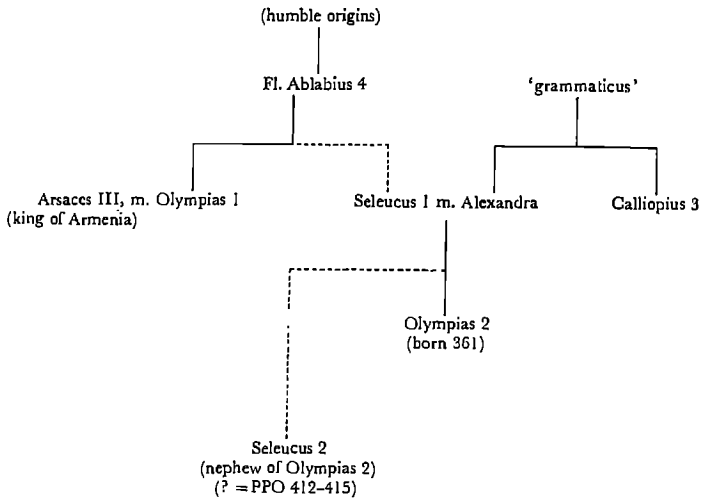 (humble origins)
Fl. Ablabius 4
'grammaticus'
Arsaces III, m. Olympias 1
(king of Armenia)
Seleucus 1 m. Alexandra
Calliopius 3
Olympias 2
(born 361)
Seleucus 2
(nephew of Olympias 2)
(? = PPO 412–415)